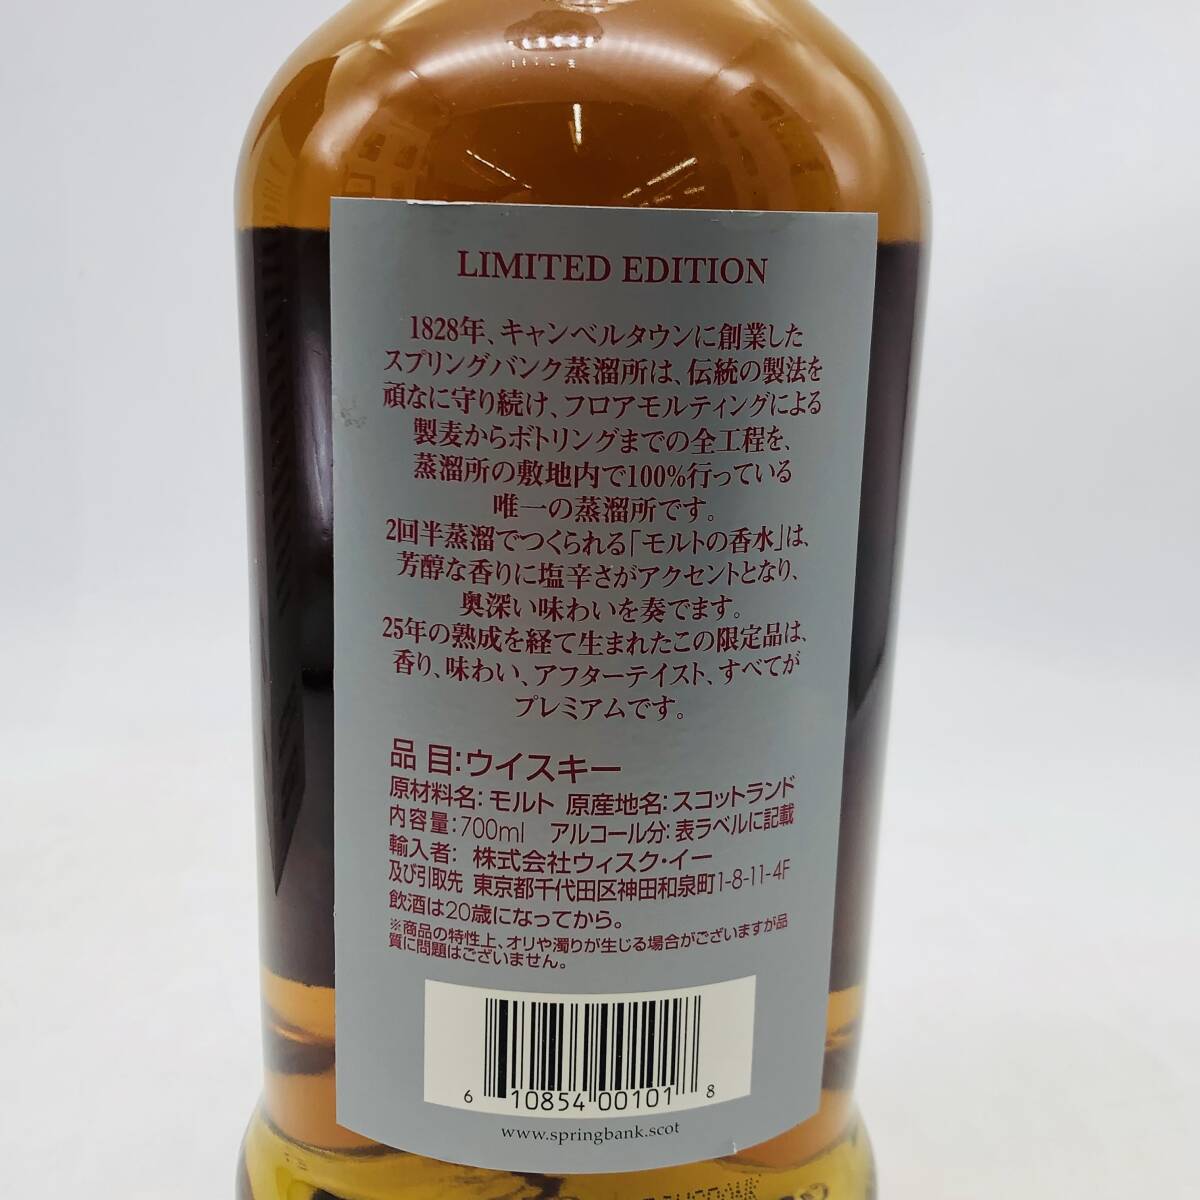 LIMITED EDITION
1828年、キャンベルタウンに創業した
スプリングバンク蒸溜所は、伝統の製法を
頑なに守り続け、フロアモルティングによる
製麦からボトリングまでの全工程を、
蒸溜所の敷地内で100%行っている
唯一の蒸溜所です。
2回半蒸溜でつくられる「モルトの香水」は、
芳醇な香りに塩辛さがアクセントとなり、
奥深い味わいを奏でます。
25年の熟成を経て生まれたこの限定品は、
香り、味わい、アフターテイスト、すべてが
プレミアムです。
品 目:ウイスキー
原材料名:モルト 原産地名:スコットランド
内容量:700ml アルコール分:表ラベルに記載
輸入者: 株式会社ウィスク・イー
及び引取先 東京都千代田区神田和泉町1-8-11-4F
飲酒は20歳になってから。
※商品の特性上、オリや濁りが生じる場合がございますが品
質に問題はございません。
6 10854 00101 8
www.springbank.scot